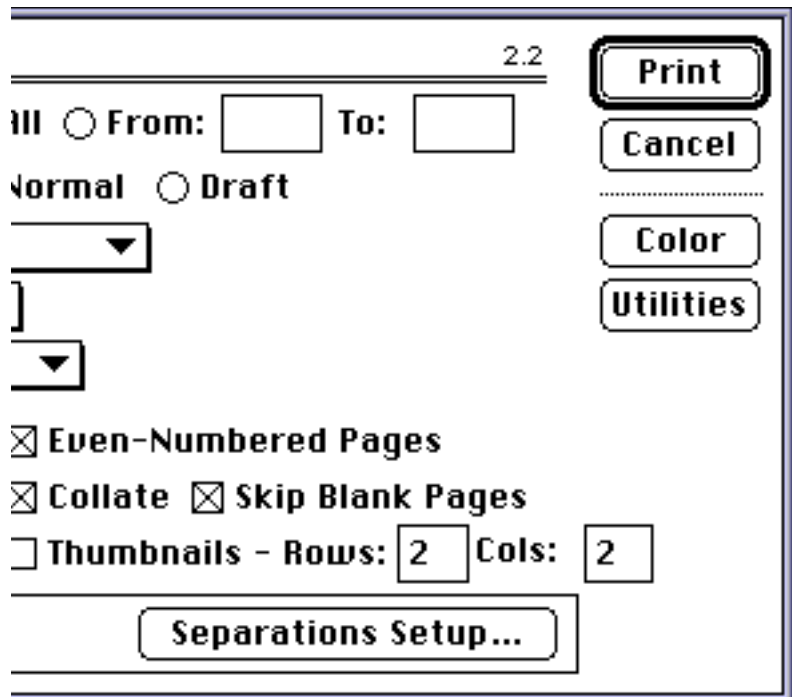 2.2
Print
All From: To:
Cancel
Normal Draft
Color
Utilities
Even-Numbered Pages
Collate Skip Blank Pages
Thumbnails - Rows: 2 Cols: 2
Separations Setup...